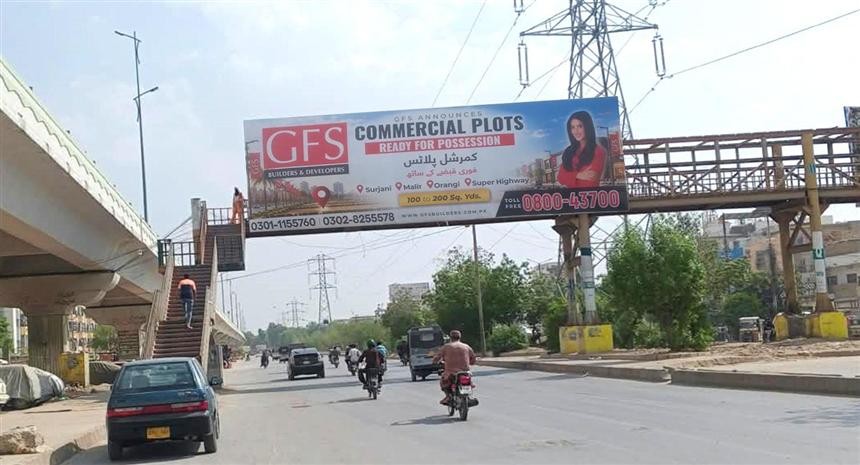 GFS ANNOUNCES
GFS
BUILDERS & DEVELOPERS
COMMERCIAL PLOTS
READY FOR POSSESSION
کمرشل پلاٹس
فوری قبضے کے ساتھ
Surjani Malir Orangi Super Highway
100 to 200 Sq. Yds.
0301-1155760 0302-8255578
WWW.GFSBUILDERS.COM.PK
TOLL FREE 0800-43700